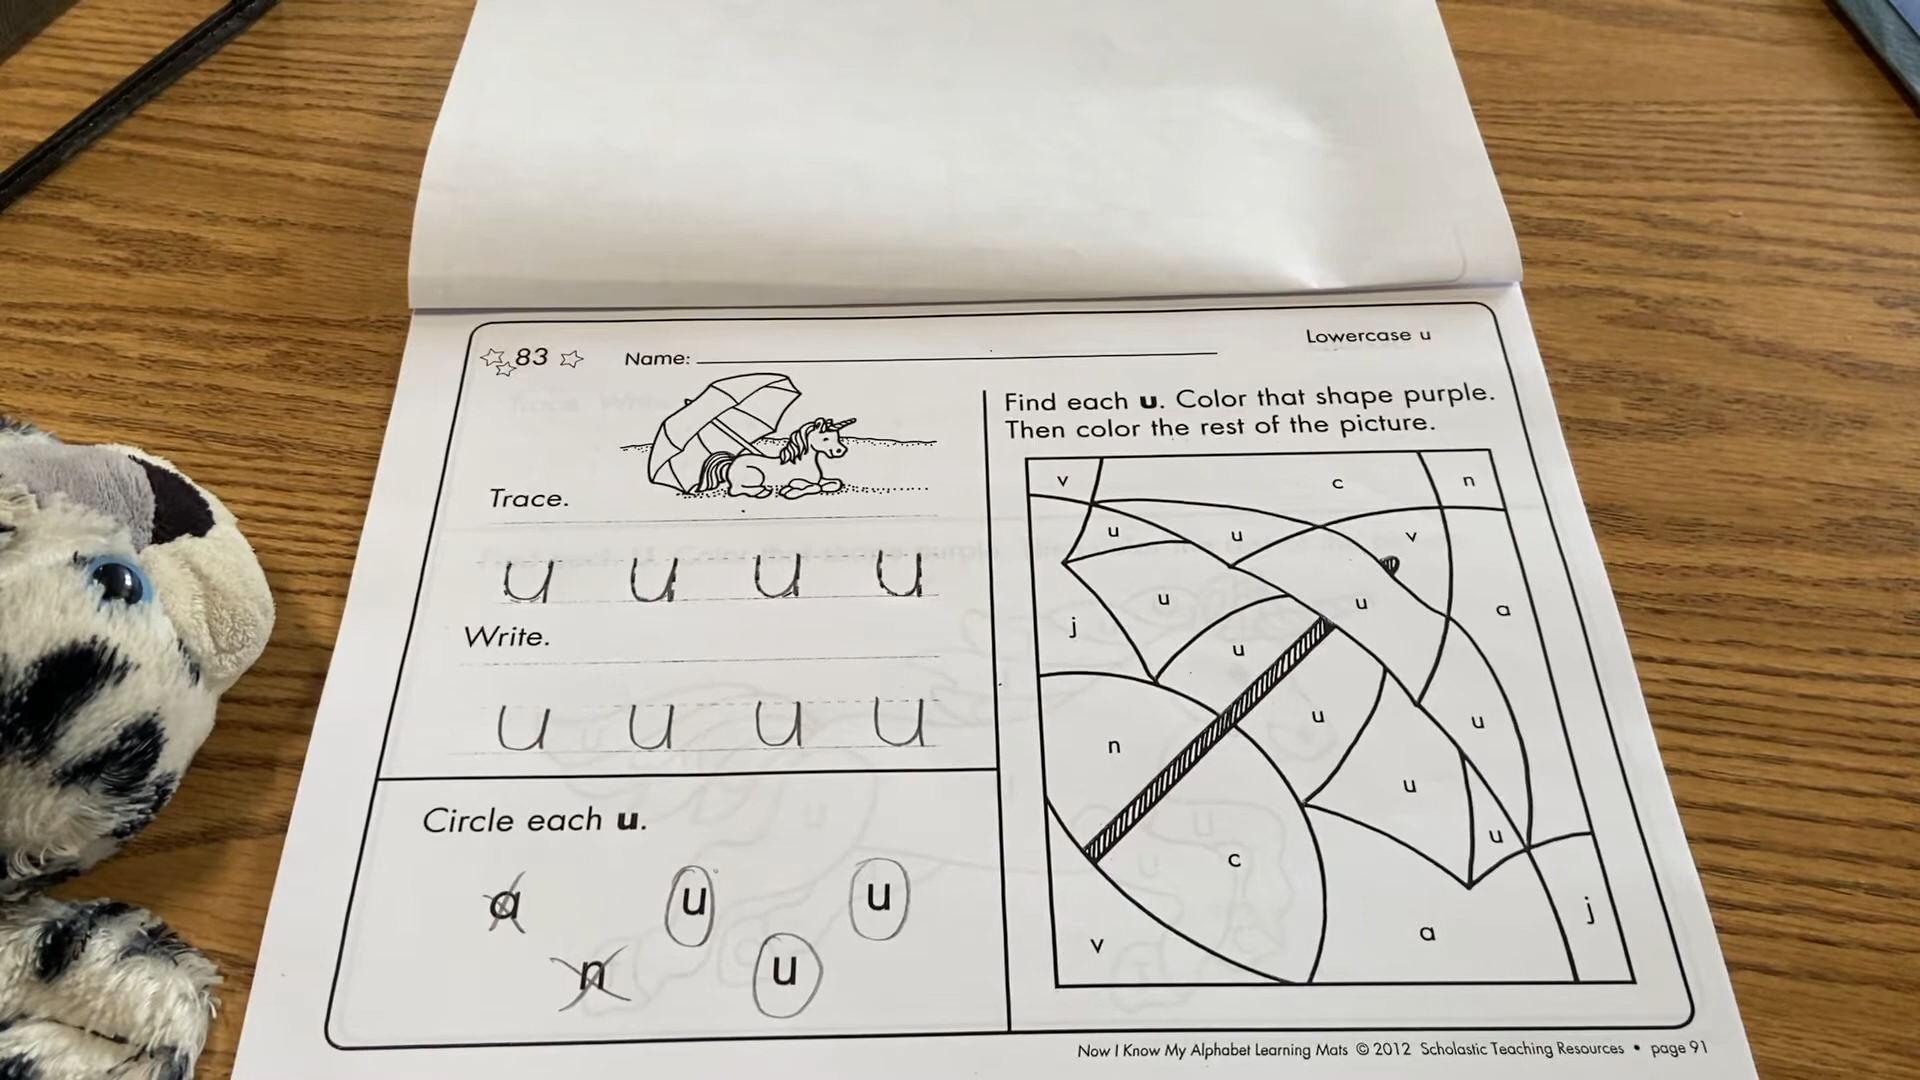 83 Name: Lowercase u
Trace.
u u u u
Write.
u u u u
Circle each u.
a u u
n u
Find each u. Color that shape purple.
Then color the rest of the picture.
v c n
u u v
u u a
j u
n u u
u
u
c
v a j
Now I Know My Alphabet Learning Mats © 2012 Scholastic Teaching Resources • page 91